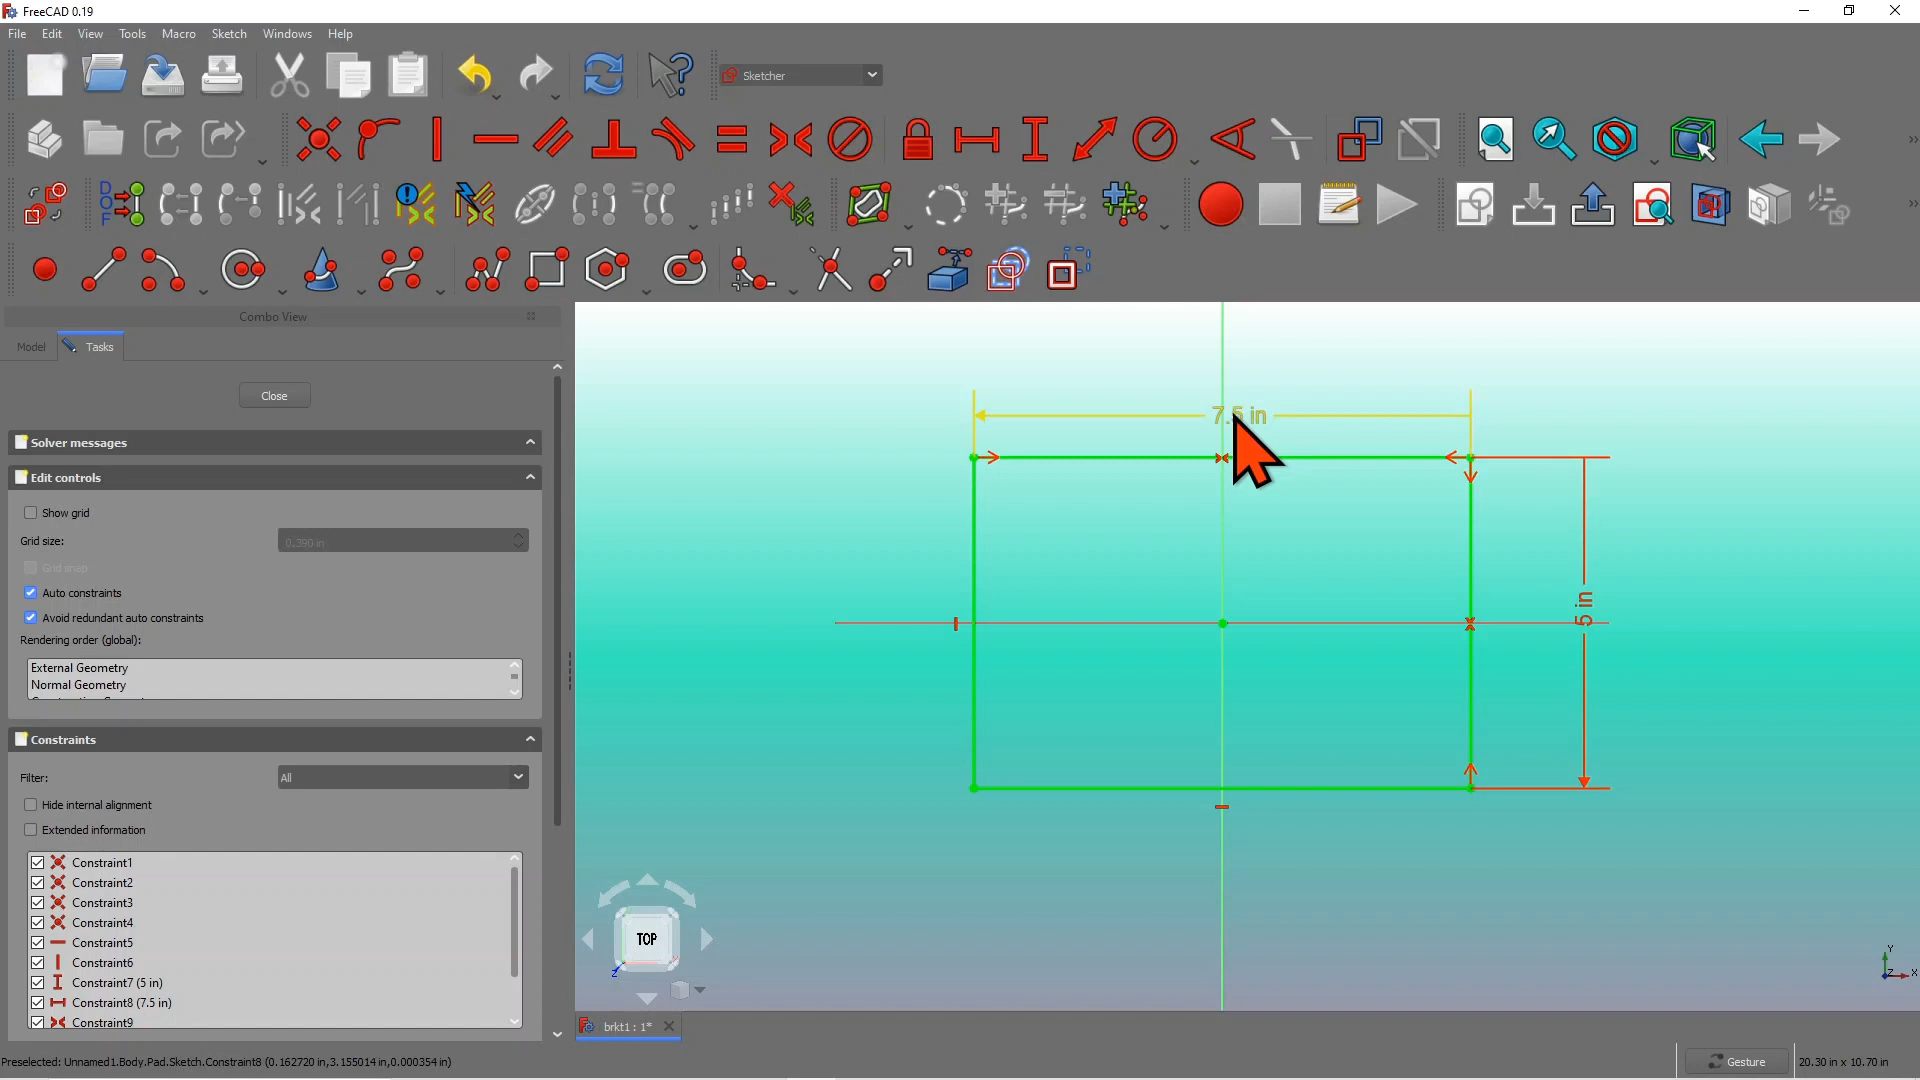 FreeCAD 0.19
File Edit View Tools Macro Sketch Windows Help
Sketcher
DOF
Combo View
Model Tasks
Close
Solver messages
Edit controls
Show grid
Grid size: 0.390 in
Grid snap
Auto constraints
Avoid redundant auto constraints
Rendering order (global):
External Geometry
Normal Geometry
Constraints
Filter: All
Hide internal alignment
Extended information
Constraint1
Constraint2
Constraint3
Constraint4
Constraint5
Constraint6
Constraint7 (5 in)
Constraint8 (7.5 in)
Constraint9
7.5 in
5 in
TOP
Z
Y
Z X
brkt1 : 1*
Preselected: Unnamed1.Body.Pad.Sketch.Constraint8 (0.162720 in,3.155014 in,0.000354 in)
Gesture
20.30 in x 10.70 in